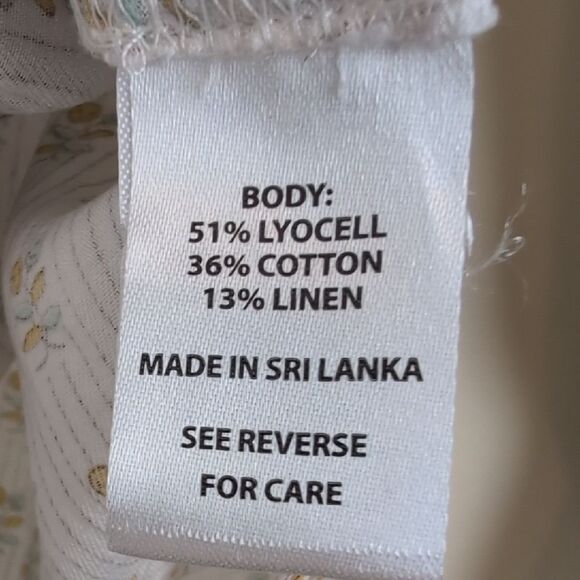 BODY:
51% LYOCELL
36% COTTON
13% LINEN
MADE IN SRI LANKA
SEE REVERSE
FOR CARE